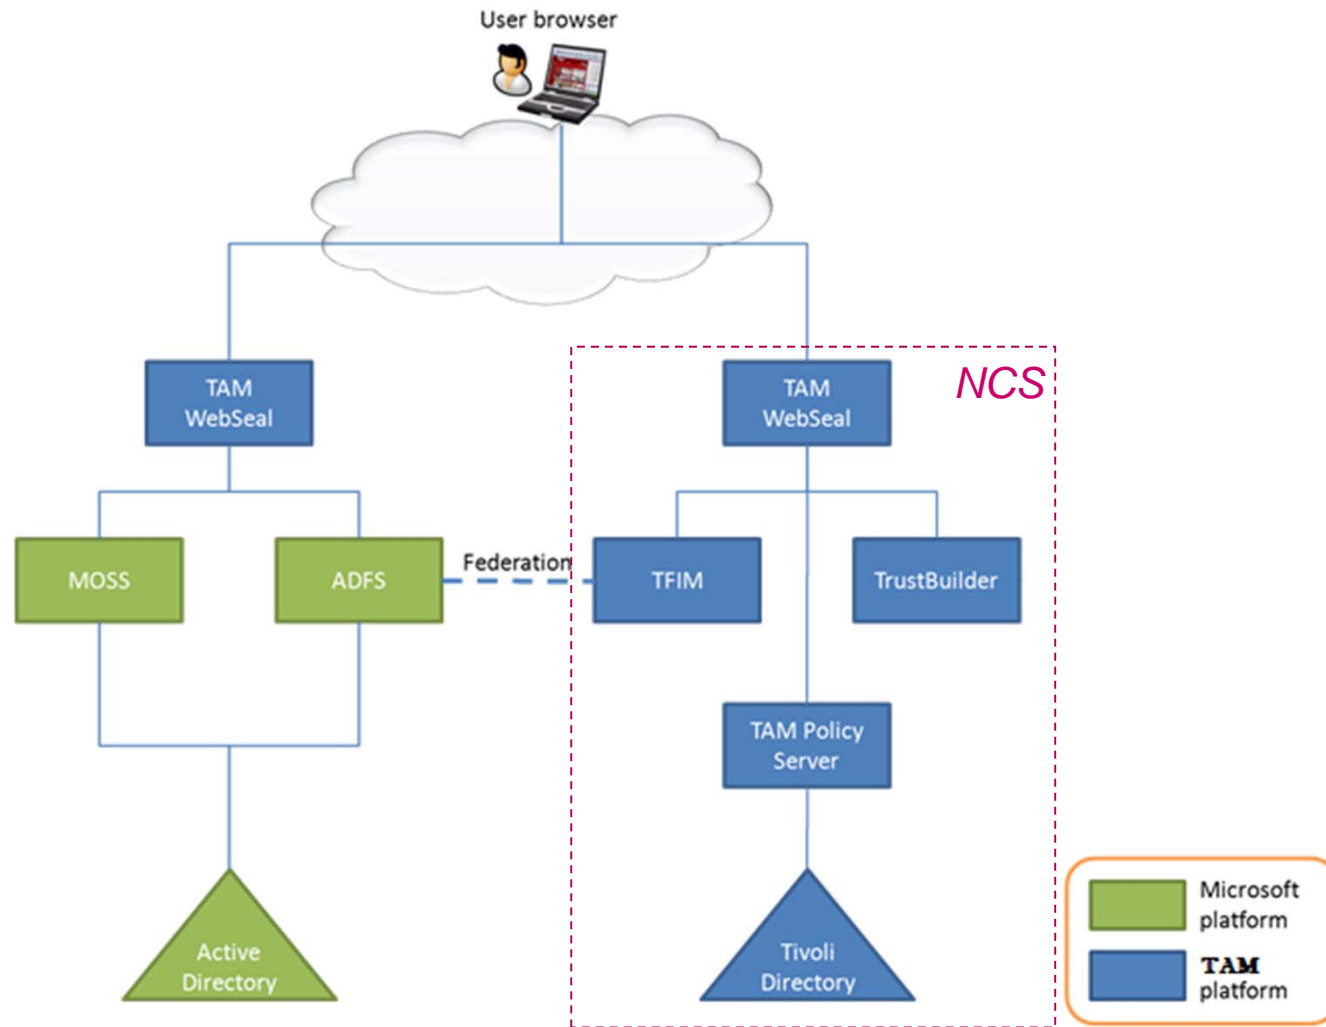 User browser
TAM
WebSeal
NCS
TAM
WebSeal
MOSS
ADFS
Federation
TFIM
TrustBuilder
TAM Policy
Server
Active
Directory
Tivoli
Directory
Microsoft
platform
TAM
platform